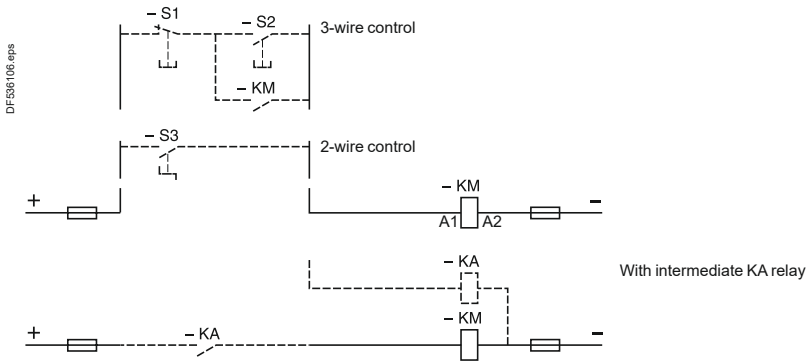 – S1
– S2
3-wire control
DF536106.eps
– KM
– S3
2-wire control
– KM
+
–
A1 A2
– KA
With intermediate KA relay
– KM
+
– KA
–